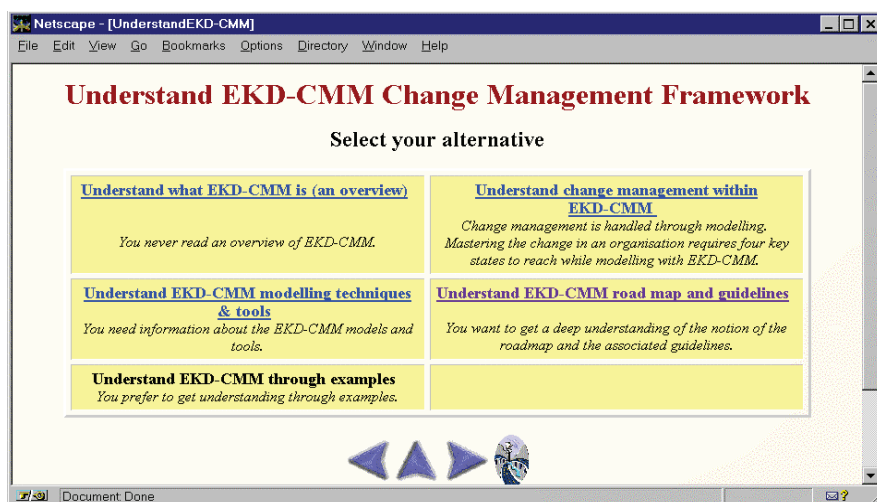 Netscape - [UnderstandEKD-CMM]
File Edit View Go Bookmarks Options Directory Window Help
Understand EKD-CMM Change Management Framework
Select your alternative
Understand what EKD-CMM is (an overview)
You never read an overview of EKD-CMM.
Understand change management within
EKD-CMM
Change management is handled through modelling.
Mastering the change in an organisation requires four key
states to reach while modelling with EKD-CMM.
Understand EKD-CMM modelling techniques
& tools
You need information about the EKD-CMM models and
tools.
Understand EKD-CMM road map and guidelines
You want to get a deep understanding of the notion of the
roadmap and the associated guidelines.
Understand EKD-CMM through examples
You prefer to get understanding through examples.
Document Done